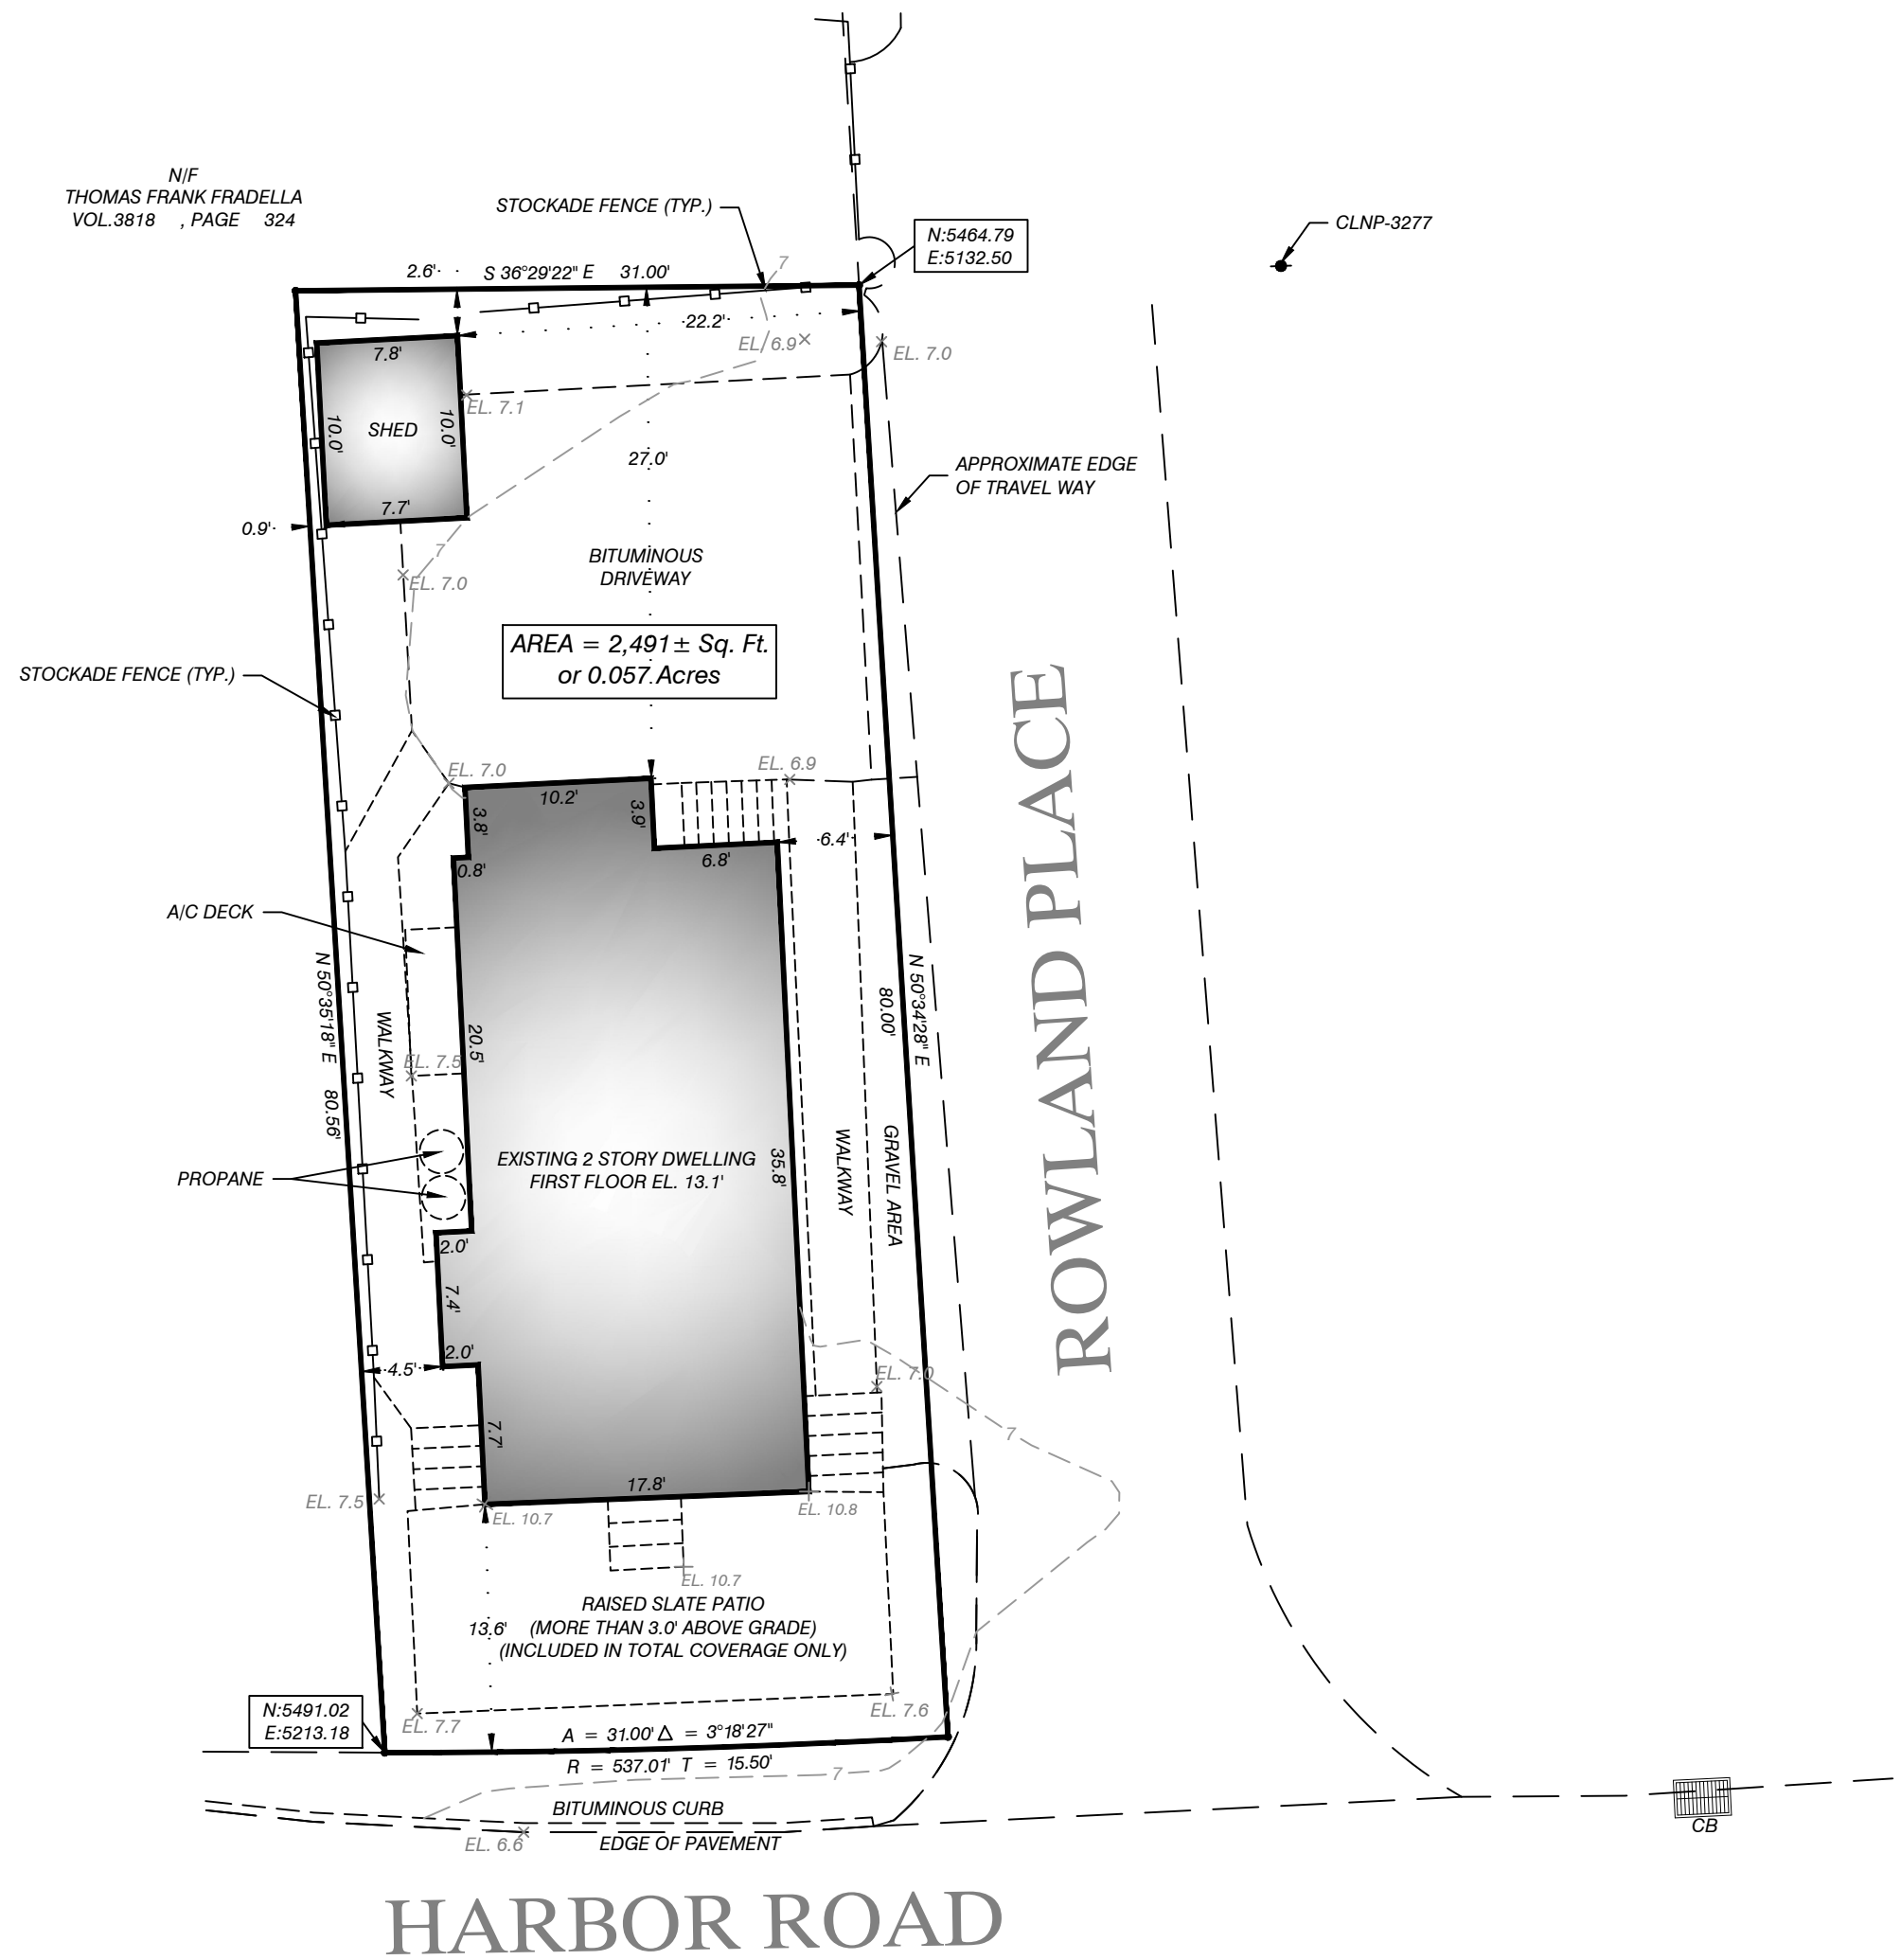 N/F
THOMAS FRANK FRADELLA
VOL.3818 , PAGE 324
STOCKADE FENCE (TYP.)
N:5464.79
E:5132.50
CLNP-3277
2.6'
S 36°29'22" E 31.00'
7
22.2'
EL. 6.9
EL. 7.0
7.8'
EL. 7.1
10.0'
SHED
10.0'
27.0'
APPROXIMATE EDGE
OF TRAVEL WAY
7.7'
0.9'
7
EL. 7.0
BITUMINOUS
DRIVEWAY
AREA = 2,491± Sq. Ft.
or 0.057 Acres
STOCKADE FENCE (TYP.)
EL. 7.0
EL. 6.9
10.2'
3.8'
3.9'
6.4'
6.8'
0.8'
A/C DECK
N 50°35'18" E 80.56'
WALKWAY
20.5'
EL. 7.5
80.00'
N 50°34'28" E
ROWLAND PLACE
PROPANE
EXISTING 2 STORY DWELLING
FIRST FLOOR EL. 13.1'
35.8'
WALKWAY
GRAVEL AREA
2.0'
7.4'
2.0'
4.5'
EL. 7.0
7
7.7'
17.8'
EL. 7.5
EL. 10.7
EL. 10.8
EL. 10.7
RAISED SLATE PATIO
13.6'
(MORE THAN 3.0' ABOVE GRADE)
(INCLUDED IN TOTAL COVERAGE ONLY)
N:5491.02
E:5213.18
EL. 7.7
EL. 7.6
A = 31.00' Δ = 3°18'27"
R = 537.01' T = 15.50'
7
BITUMINOUS CURB
EL. 6.6
EDGE OF PAVEMENT
CB
HARBOR ROAD